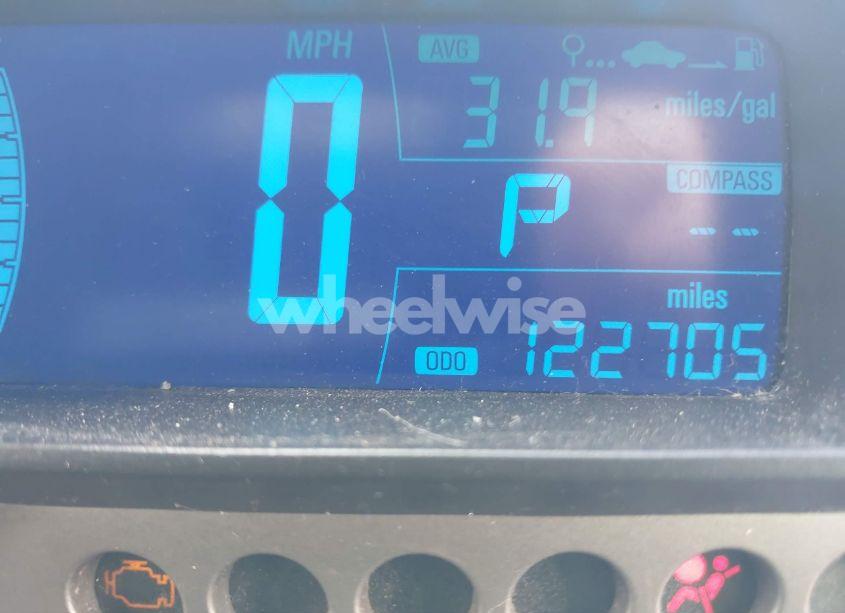 MPH
AVG
31.9 miles/gal
0
P
COMPASS
--
miles
wheelwise
ODO 122705